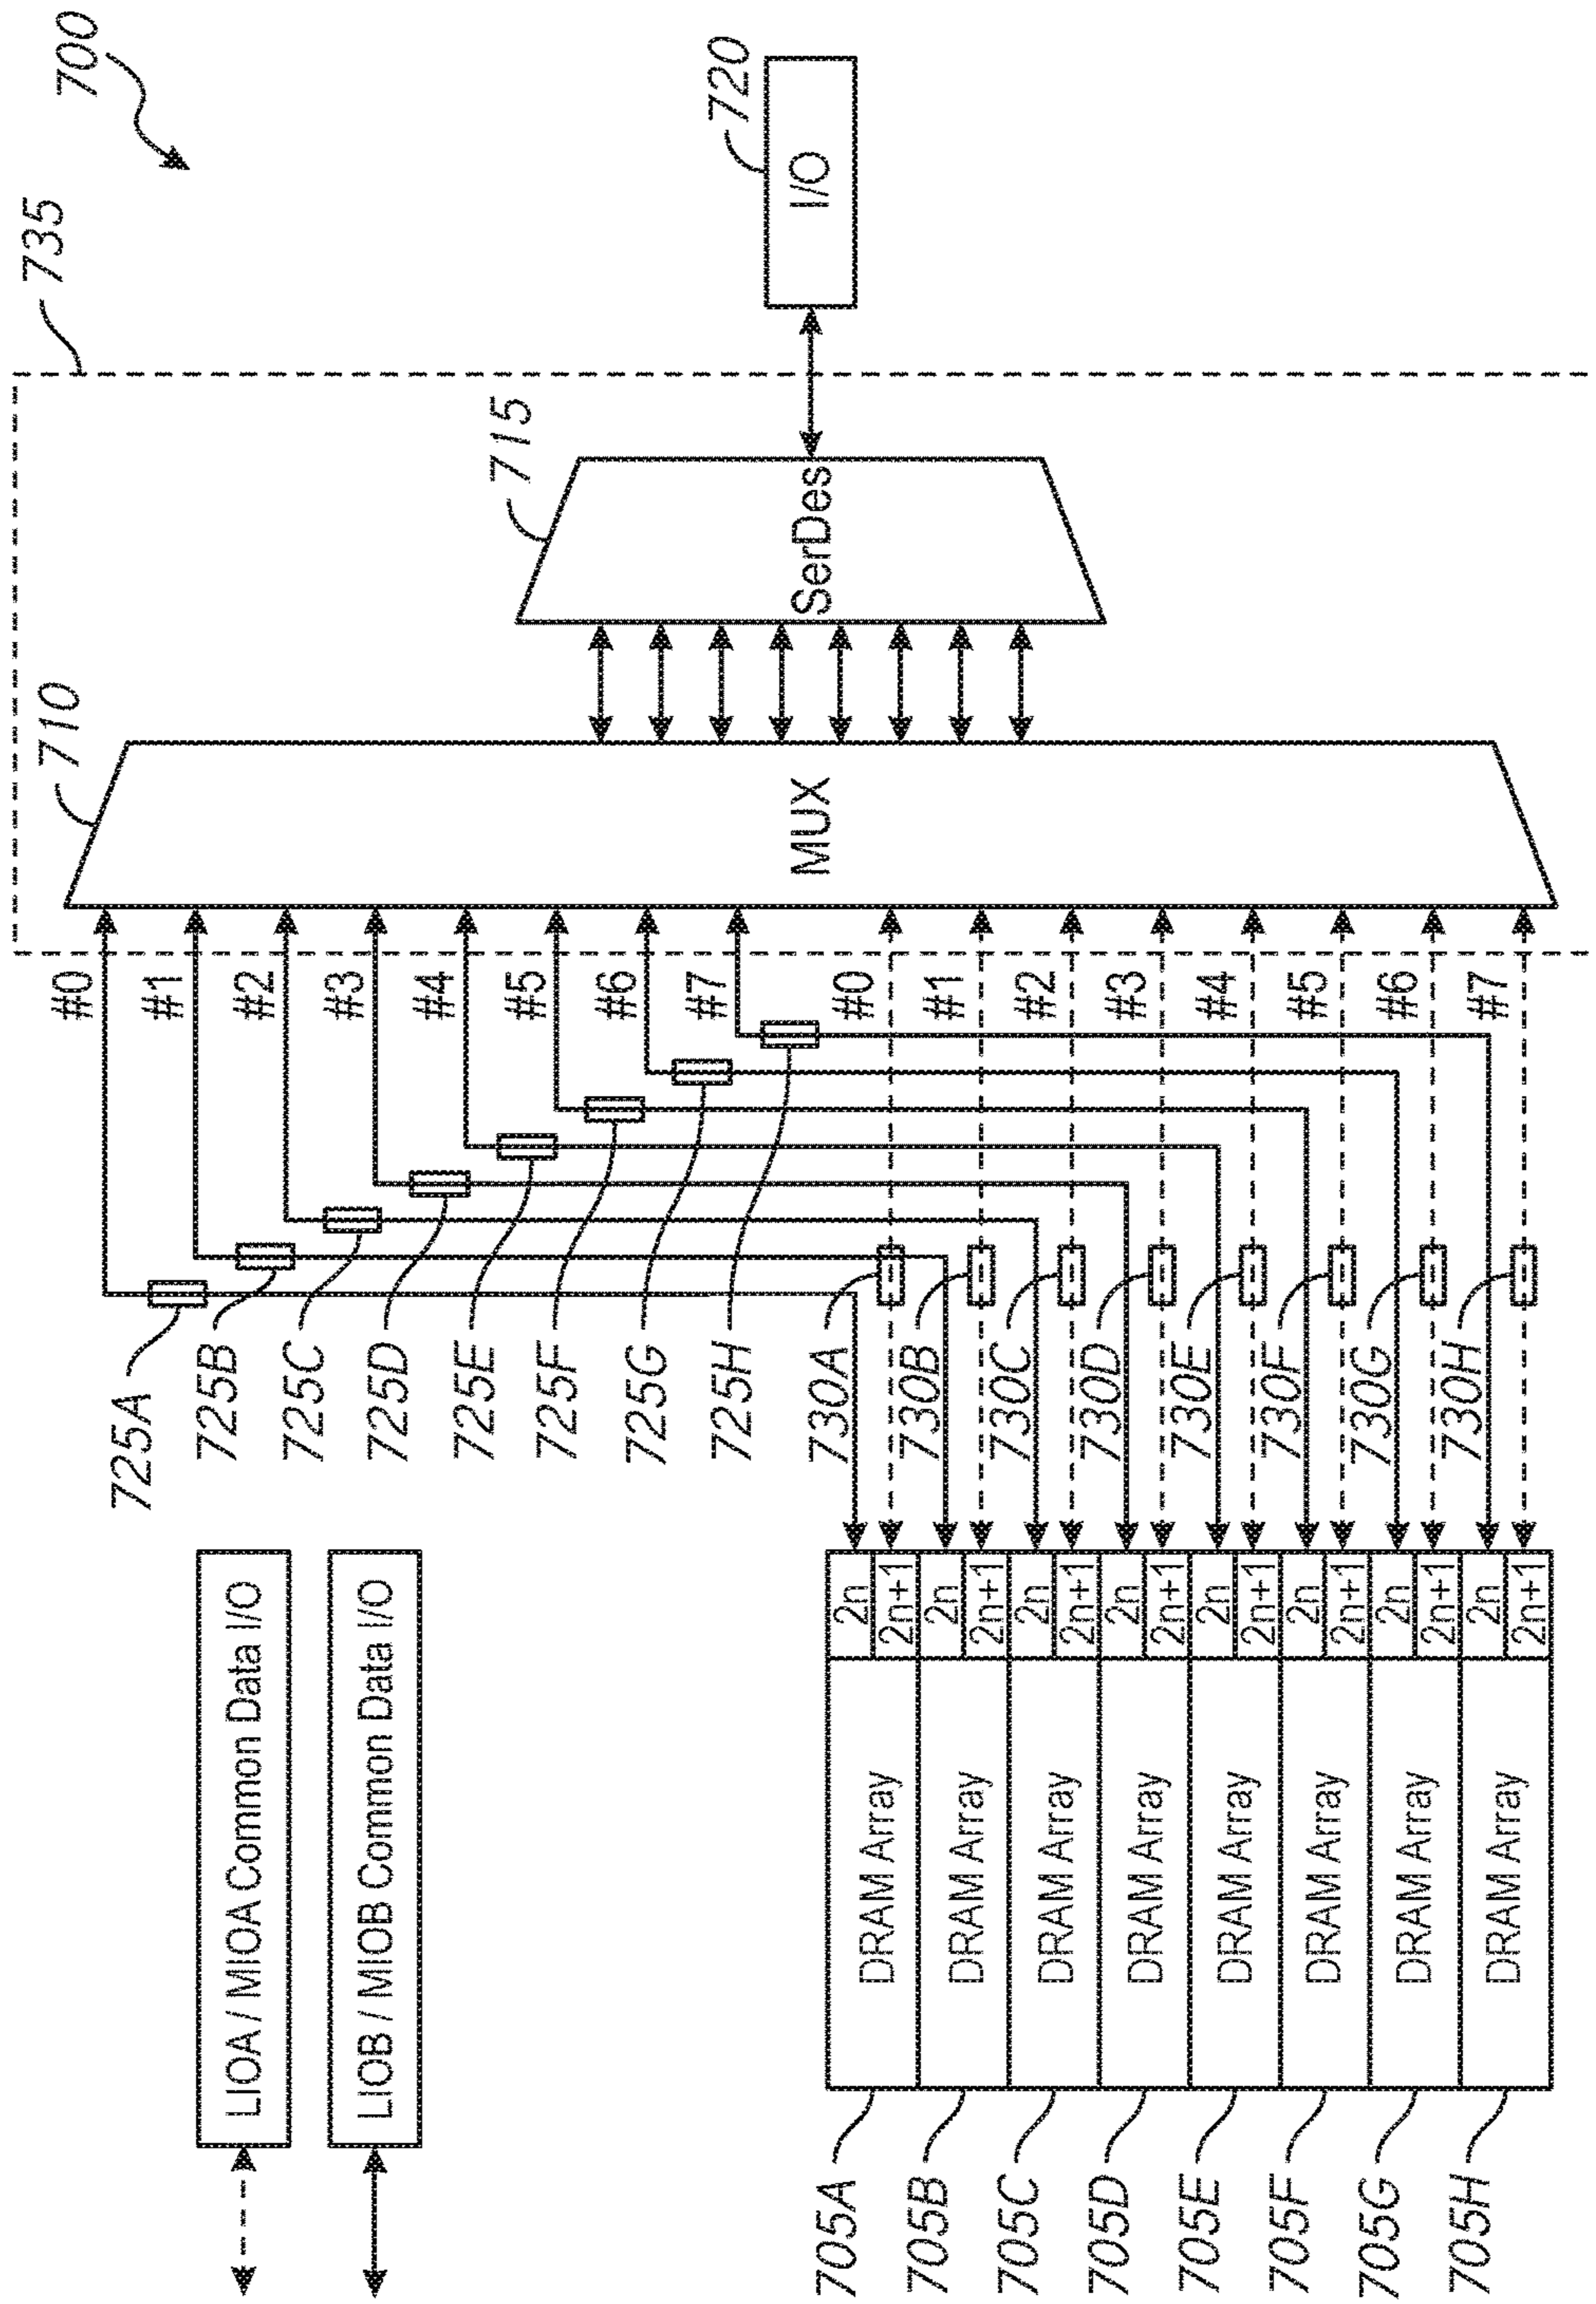 700
735
720
I/O
715
SerDes
710
MUX
#0
#1
#2
#3
#4
#5
#6
#7
#0
#1
#2
#3
#4
#5
#6
#7
725A
725B
725C
725D
725E
725F
725G
725H
730A
730B
730C
730D
730E
730F
730G
730H
LIOA / MIOA Common Data I/O
LIOB / MIOB Common Data I/O
2n
2n+1
2n
2n+1
2n
2n+1
2n
2n+1
2n
2n+1
2n
2n+1
2n
2n+1
2n
2n+1
DRAM Array
DRAM Array
DRAM Array
DRAM Array
DRAM Array
DRAM Array
DRAM Array
DRAM Array
705A
705B
705C
705D
705E
705F
705G
705H